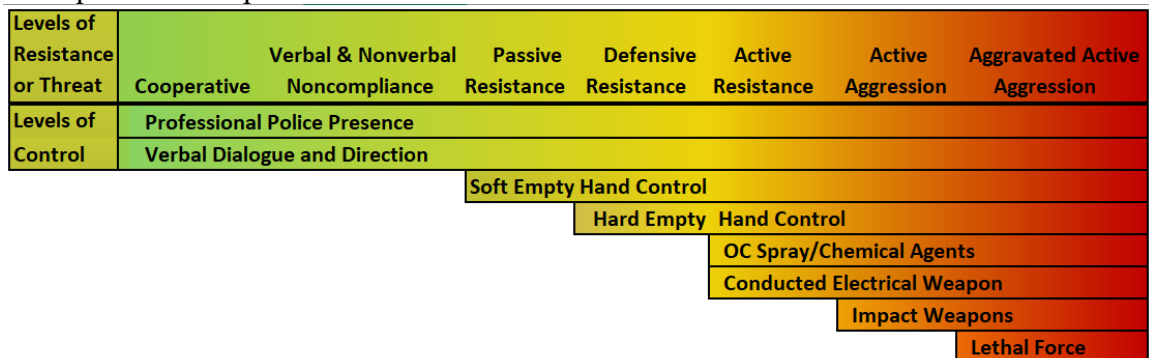 Levels of
Resistance
or Threat
Cooperative
Verbal & Nonverbal
Noncompliance
Passive
Resistance
Defensive
Resistance
Active
Resistance
Active
Aggression
Aggravated Active
Aggression
Levels of
Control
Professional Police Presence
Verbal Dialogue and Direction
Soft Empty Hand Control
Hard Empty Hand Control
OC Spray/Chemical Agents
Conducted Electrical Weapon
Impact Weapons
Lethal Force